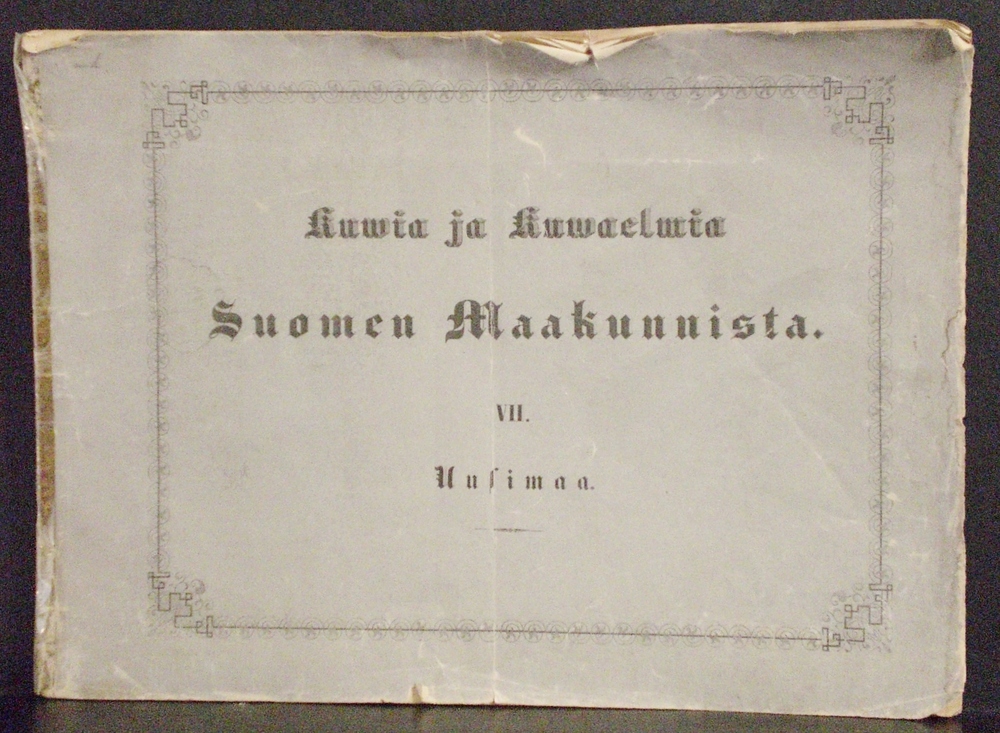 Kuwia ja Kuwaelmia
Suomen Maakunnista.
VII.
Uuſimaa.